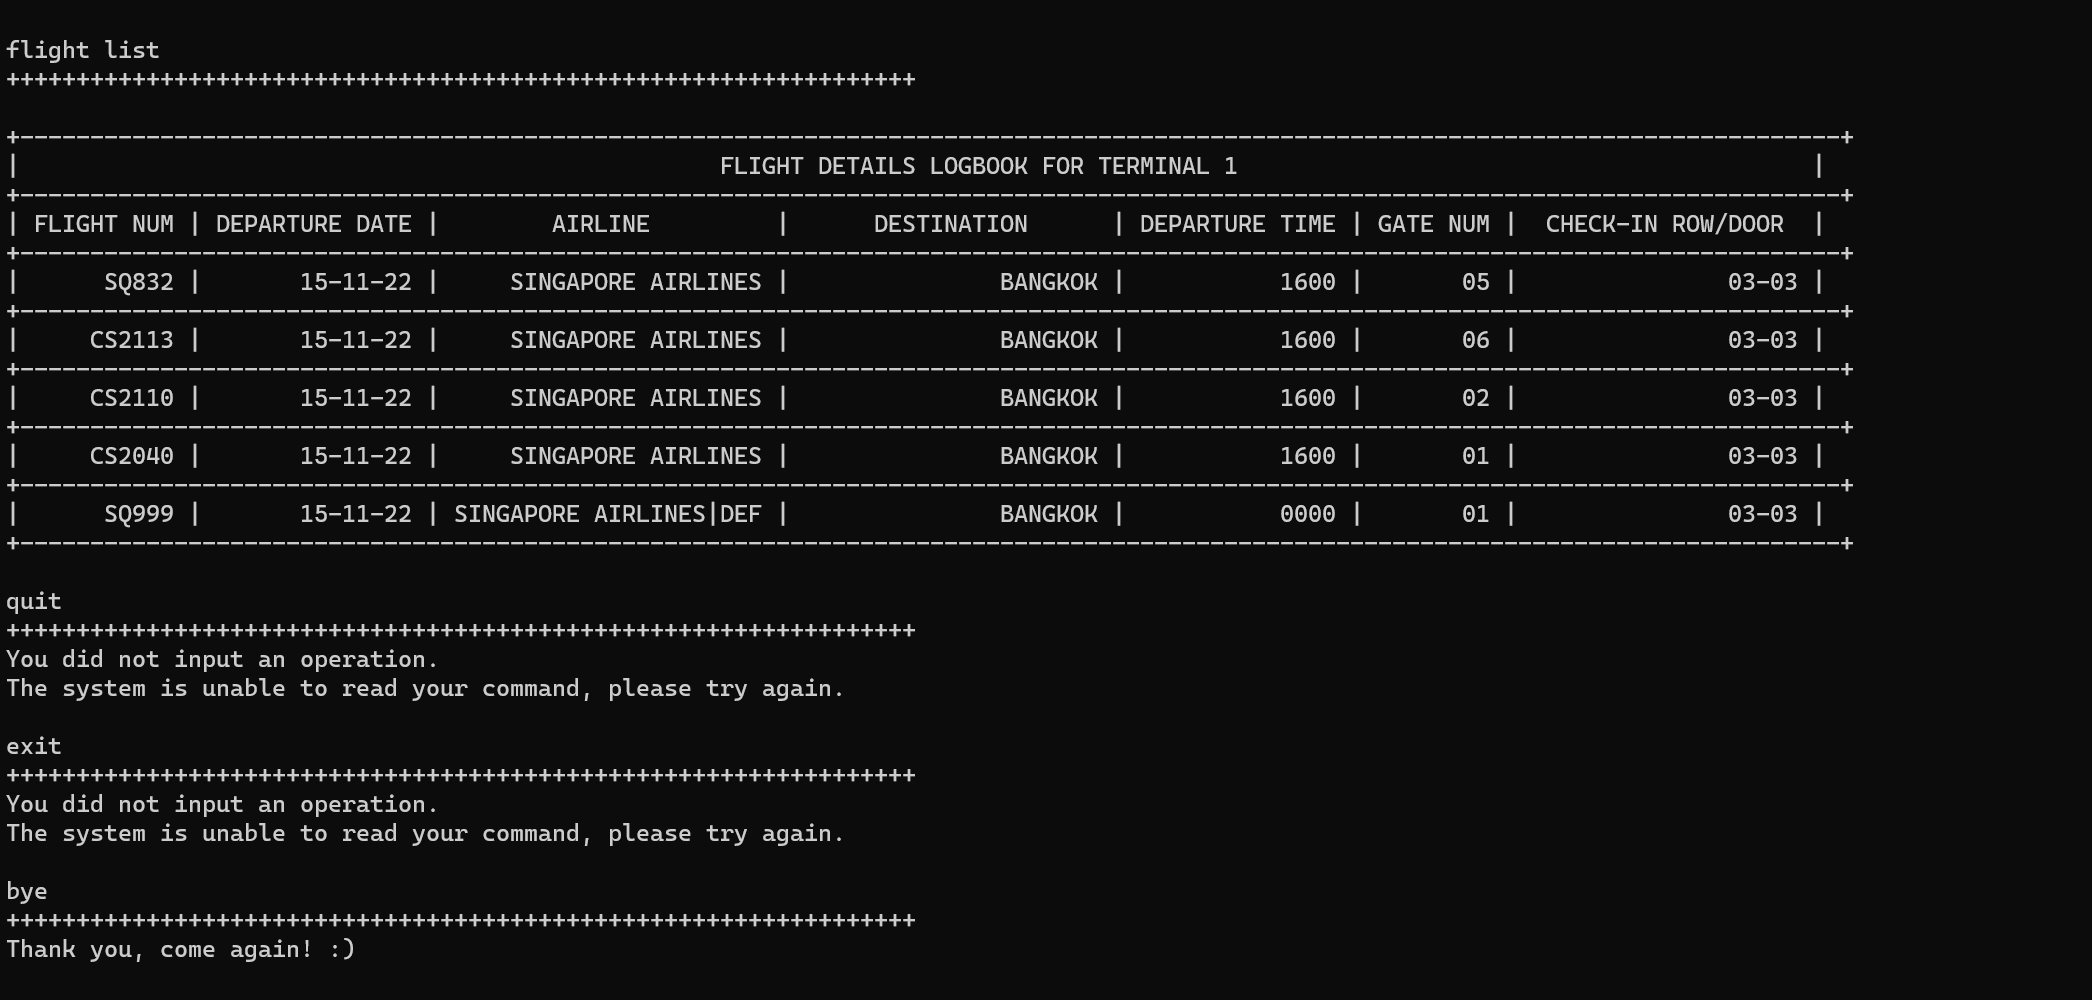 flight list
+++++++++++++++++++++++++++++++++++++++++++++++++++++++++++++++++
+----------------------------------------------------------------------------------------------------------------------------------+
|                                                  FLIGHT DETAILS LOGBOOK FOR TERMINAL 1                                         |
+----------------------------------------------------------------------------------------------------------------------------------+
| FLIGHT NUM | DEPARTURE DATE |        AIRLINE         |      DESTINATION      | DEPARTURE TIME | GATE NUM |  CHECK-IN ROW/DOOR  |
+----------------------------------------------------------------------------------------------------------------------------------+
|      SQ832 |       15-11-22 |     SINGAPORE AIRLINES |               BANGKOK |           1600 |       05 |               03-03 |
+----------------------------------------------------------------------------------------------------------------------------------+
|     CS2113 |       15-11-22 |     SINGAPORE AIRLINES |               BANGKOK |           1600 |       06 |               03-03 |
+----------------------------------------------------------------------------------------------------------------------------------+
|     CS2110 |       15-11-22 |     SINGAPORE AIRLINES |               BANGKOK |           1600 |       02 |               03-03 |
+----------------------------------------------------------------------------------------------------------------------------------+
|     CS2040 |       15-11-22 |     SINGAPORE AIRLINES |               BANGKOK |           1600 |       01 |               03-03 |
+----------------------------------------------------------------------------------------------------------------------------------+
|      SQ999 |       15-11-22 | SINGAPORE AIRLINES|DEF |               BANGKOK |           0000 |       01 |               03-03 |
+----------------------------------------------------------------------------------------------------------------------------------+
quit
+++++++++++++++++++++++++++++++++++++++++++++++++++++++++++++++++
You did not input an operation.
The system is unable to read your command, please try again.
exit
+++++++++++++++++++++++++++++++++++++++++++++++++++++++++++++++++
You did not input an operation.
The system is unable to read your command, please try again.
bye
+++++++++++++++++++++++++++++++++++++++++++++++++++++++++++++++++
Thank you, come again! :)